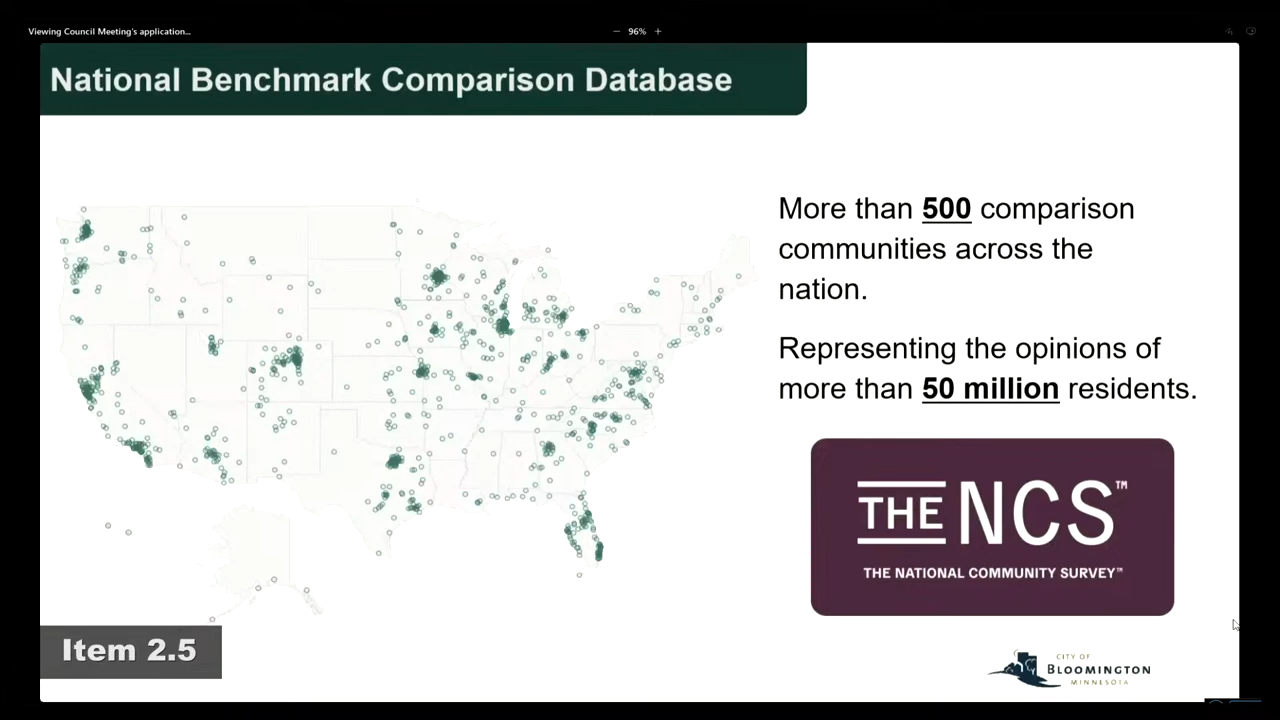 Viewing Council Meeting's application...
− 96% +
National Benchmark Comparison Database
More than 500 comparison
communities across the
nation.
Representing the opinions of
more than 50 million residents.
THE NCS™
THE NATIONAL COMMUNITY SURVEY™
Item 2.5
CITY OF
BLOOMINGTON
MINNESOTA